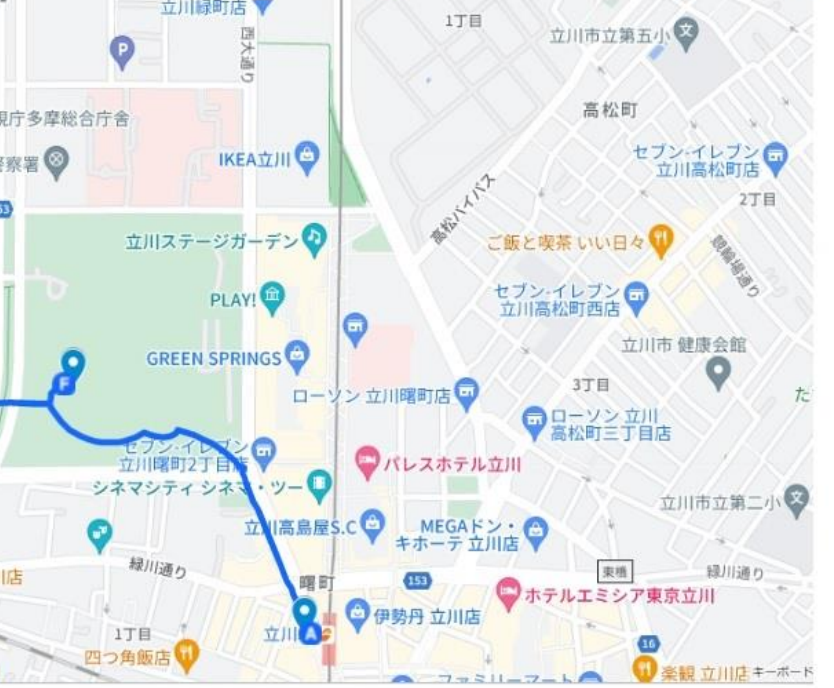 立川緑町店
1丁目
立川市立第五小
P
西大通り
高松町
視庁多摩総合庁舎
警察署
IKEA立川
セブン-イレブン
立川高松町店
2丁目
53
高松バイパス
立川ステージガーデン
ご飯と喫茶 いい日々
競輪場通り
PLAY!
セブン-イレブン
立川高松町西店
立川市 健康会館
GREEN SPRINGS
F
3丁目
ローソン 立川曙町店
た
ローソン 立川
高松町三丁目店
セブン-イレブン
立川曙町2丁目店
パレスホテル立川
シネマシティ シネマ・ツー
立川市立第二小
立川高島屋S.C
MEGAドン・
キホーテ 立川店
緑川通り
川店
曙町
153
東橋
緑川通り
ホテルエミシア東京立川
伊勢丹 立川店
1丁目
立川
A
16
四つ角飯店
ファミリーマート
楽観 立川店
キーボード